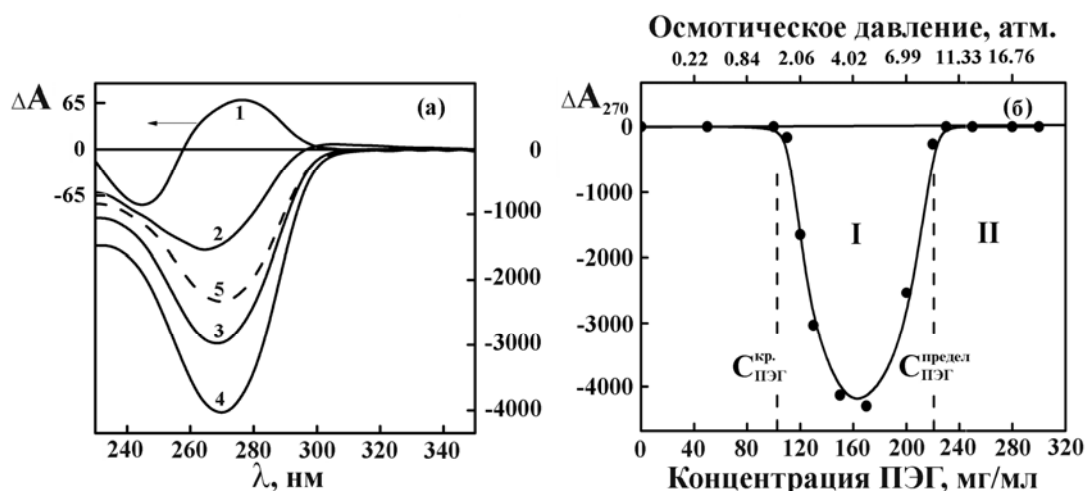 ΔA
(а)
65
0
-65
1
2
5
3
4
0
-1000
-2000
-3000
-4000
240 260 280 300 320 340
λ, нм
Осмотическое давление, атм.
0.22 0.84 2.06 4.02 6.99 11.33 16.76
ΔA270
(б)
0
-1000
-2000
-3000
-4000
I
II
Cкр.ПЭГ
CпределПЭГ
0 40 80 120 160 200 240 280 320
Концентрация ПЭГ, мг/мл